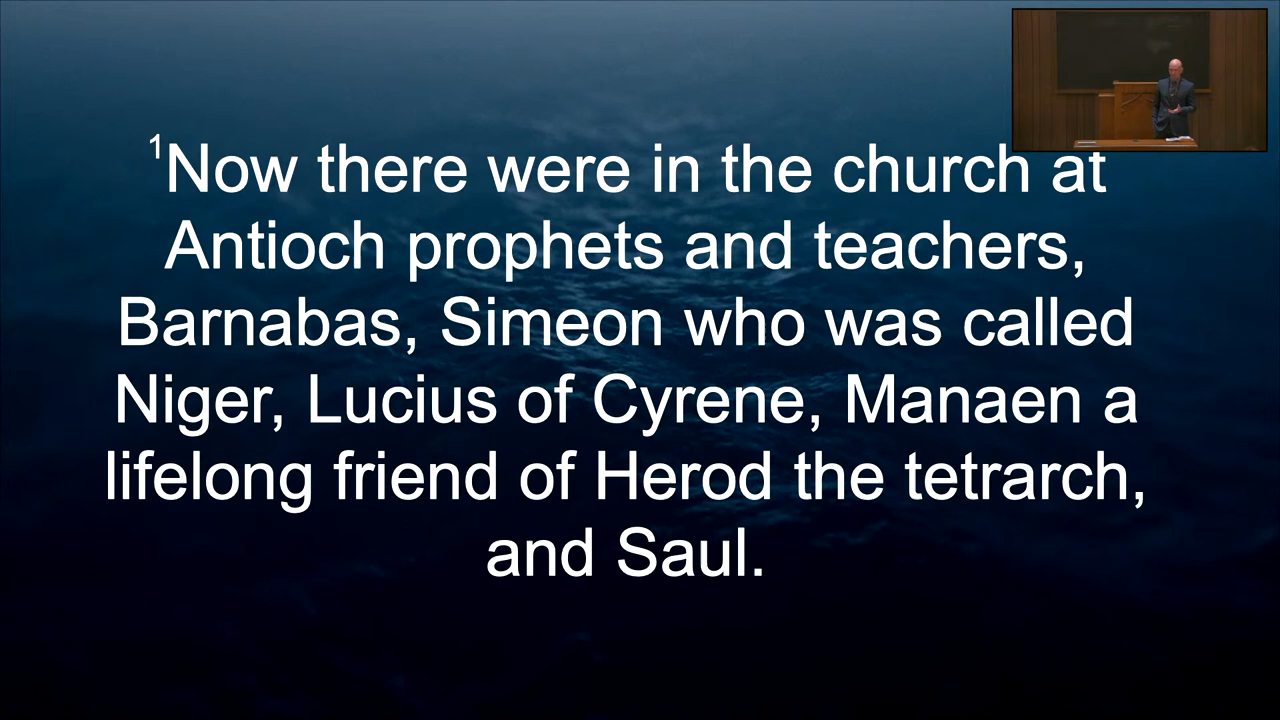 1Now there were in the church at
Antioch prophets and teachers,
Barnabas, Simeon who was called
Niger, Lucius of Cyrene, Manaen a
lifelong friend of Herod the tetrarch,
and Saul.